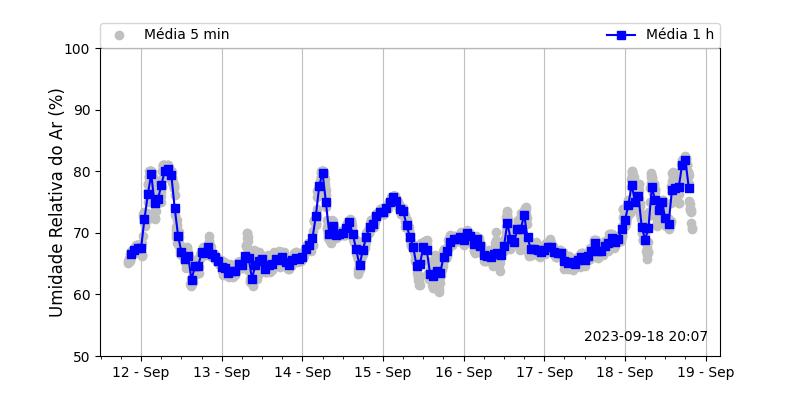 Média 5 min
Média 1 h
Umidade Relativa do Ar (%)
100
90
80
70
60
50
2023-09-18 20:07
12 - Sep
13 - Sep
14 - Sep
15 - Sep
16 - Sep
17 - Sep
18 - Sep
19 - Sep